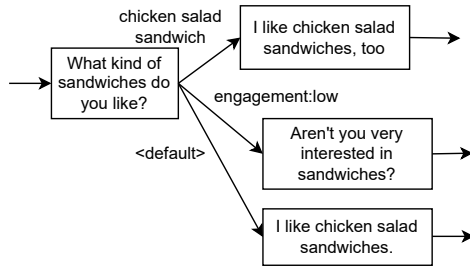 chicken salad
sandwich
I like chicken salad
sandwiches, too
What kind of
sandwiches do
you like?
engagement:low
Aren't you very
interested in
sandwiches?
<default>
I like chicken salad
sandwiches.